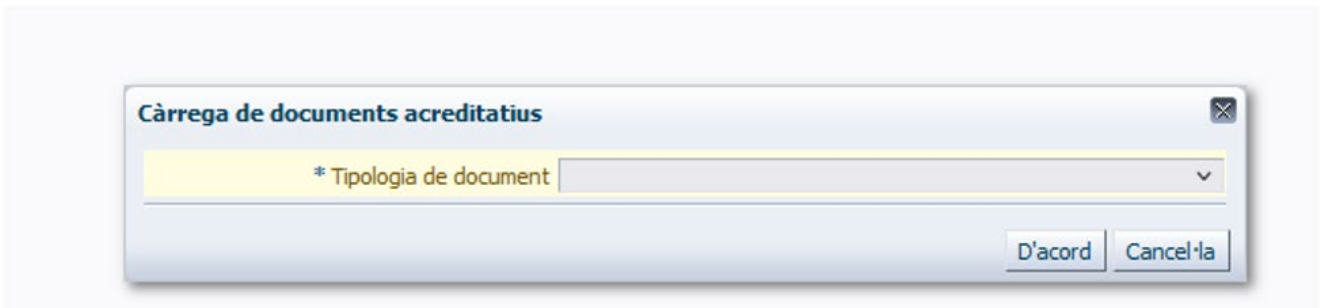 Càrrega de documents acreditatius
* Tipologia de document
D'acord Cancel·la